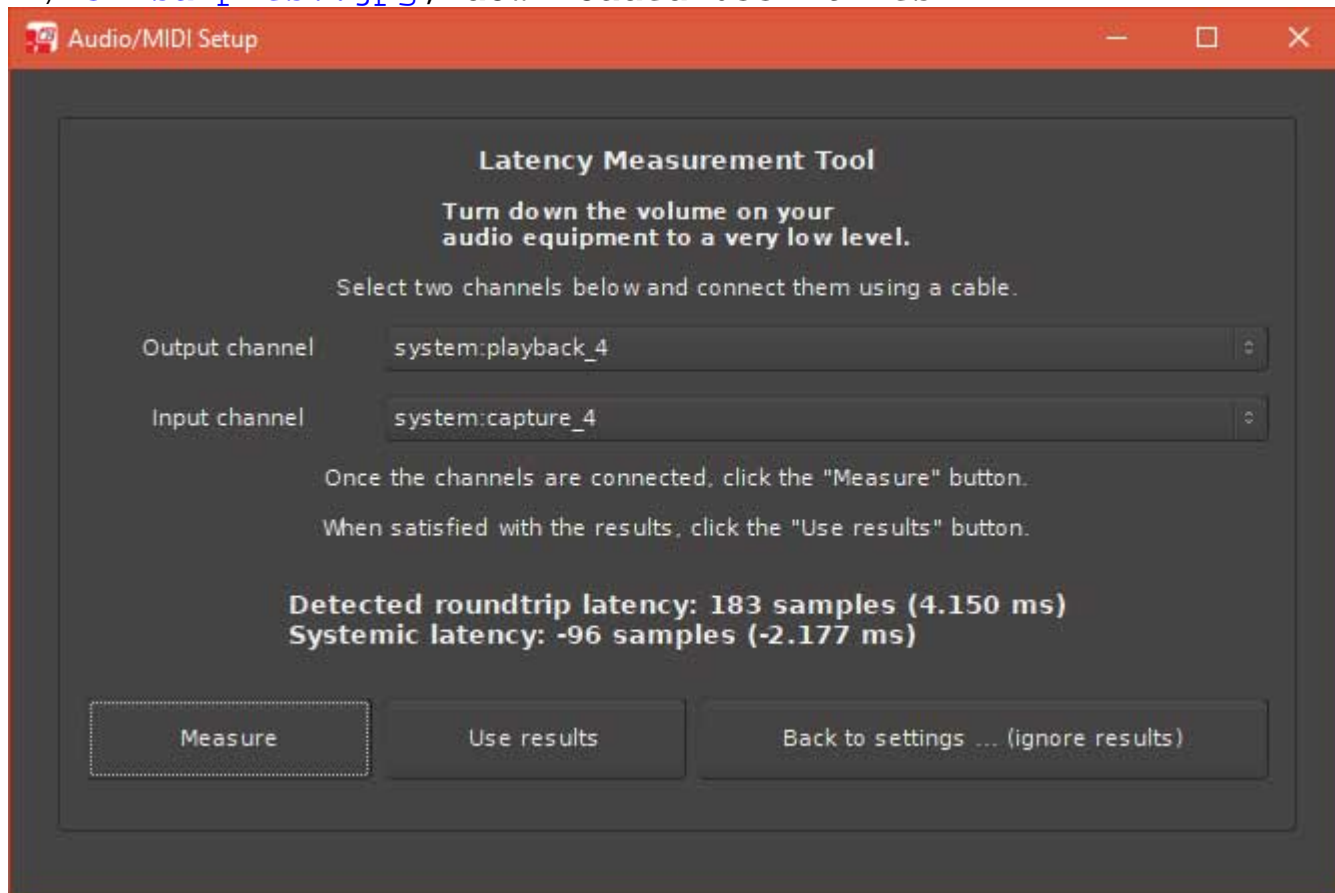 Audio/MIDI Setup
Latency Measurement Tool
Turn down the volume on your
audio equipment to a very low level.
Select two channels below and connect them using a cable.
Output channel system:playback_4
Input channel system:capture_4
Once the channels are connected, click the "Measure" button.
When satisfied with the results, click the "Use results" button.
Detected roundtrip latency: 183 samples (4.150 ms)
Systemic latency: -96 samples (-2.177 ms)
Measure Use results Back to settings ... (ignore results)